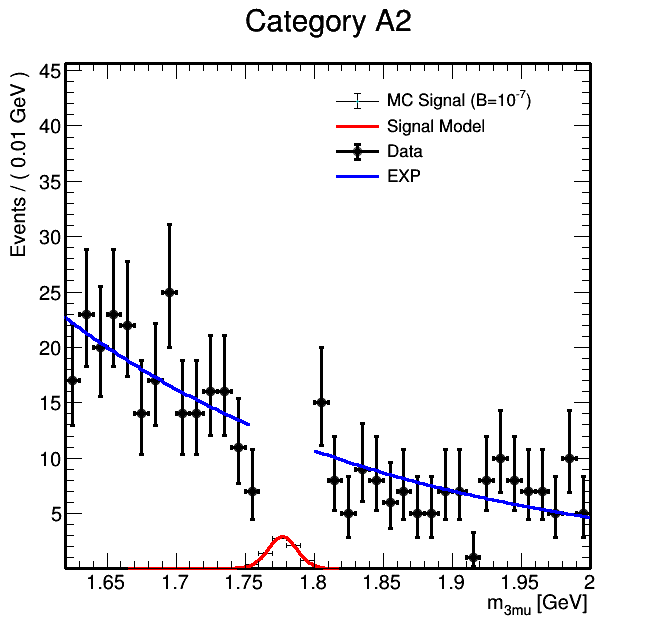 Category A2
Events / ( 0.01 GeV )
45
40
35
30
25
20
15
10
5
MC Signal (B=10⁻⁷)
Signal Model
Data
EXP
1.65 1.7 1.75 1.8 1.85 1.9 1.95 2
m₃ₘᵤ [GeV]